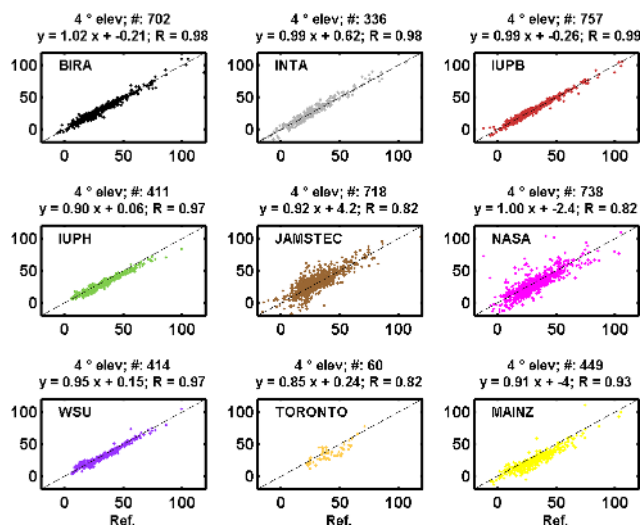 4 ° elev; #: 702 4 ° elev; #: 336 4 ° elev; #: 757
y = 1.02 x + -0.21; R = 0.98 y = 0.99 x + 0.62; R = 0.98 y = 0.99 x + -0.26; R = 0.99
100 BIRA 100 INTA 100 IUPB
50 50 50
0 0 0
0 50 100 0 50 100 0 50 100
4 ° elev; #: 411 4 ° elev; #: 718 4 ° elev; #: 738
y = 0.90 x + 0.06; R = 0.97 y = 0.92 x + 4.2; R = 0.82 y = 1.00 x + -2.4; R = 0.82
100 IUPH 100 JAMSTEC 100 NASA
50 50 50
0 0 0
0 50 100 0 50 100 0 50 100
4 ° elev; #: 414 4 ° elev; #: 60 4 ° elev; #: 449
y = 0.95 x + 0.15; R = 0.97 y = 0.85 x + 0.24; R = 0.82 y = 0.91 x + -4; R = 0.93
100 WSU 100 TORONTO 100 MAINZ
50 50 50
0 0 0
0 50 100 0 50 100 0 50 100
Ref. Ref. Ref.